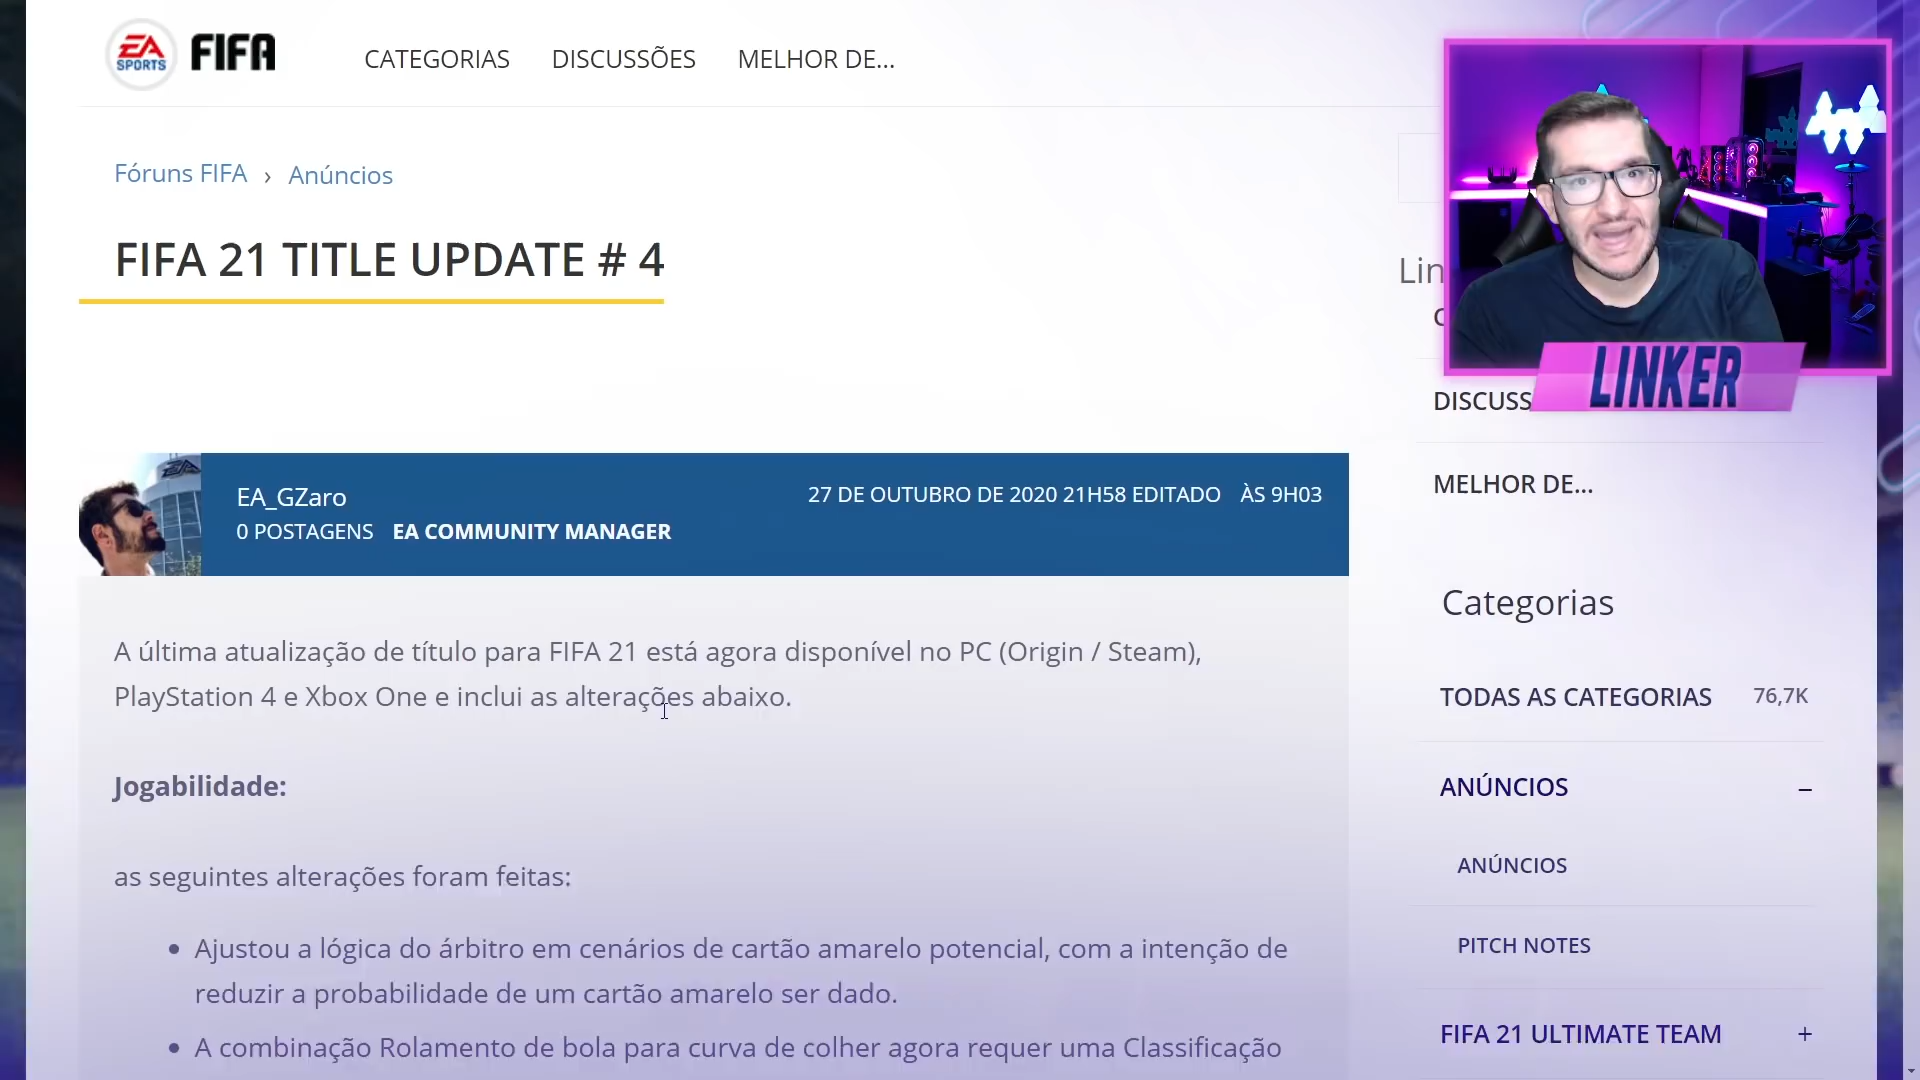 EA SPORTS FIFA
CATEGORIAS DISCUSSÕES MELHOR DE...
Fóruns FIFA › Anúncios
FIFA 21 TITLE UPDATE # 4
Lin
LINKER
DISCUSS
MELHOR DE...
EA_GZaro
27 DE OUTUBRO DE 2020 21H58 EDITADO ÀS 9H03
0 POSTAGENS EA COMMUNITY MANAGER
A última atualização de título para FIFA 21 está agora disponível no PC (Origin / Steam),
PlayStation 4 e Xbox One e inclui as alterações abaixo.
Jogabilidade:
as seguintes alterações foram feitas:
• Ajustou a lógica do árbitro em cenários de cartão amarelo potencial, com a intenção de
reduzir a probabilidade de um cartão amarelo ser dado.
• A combinação Rolamento de bola para curva de colher agora requer uma Classificação
Categorias
TODAS AS CATEGORIAS 76,7K
ANÚNCIOS –
ANÚNCIOS
PITCH NOTES
FIFA 21 ULTIMATE TEAM +